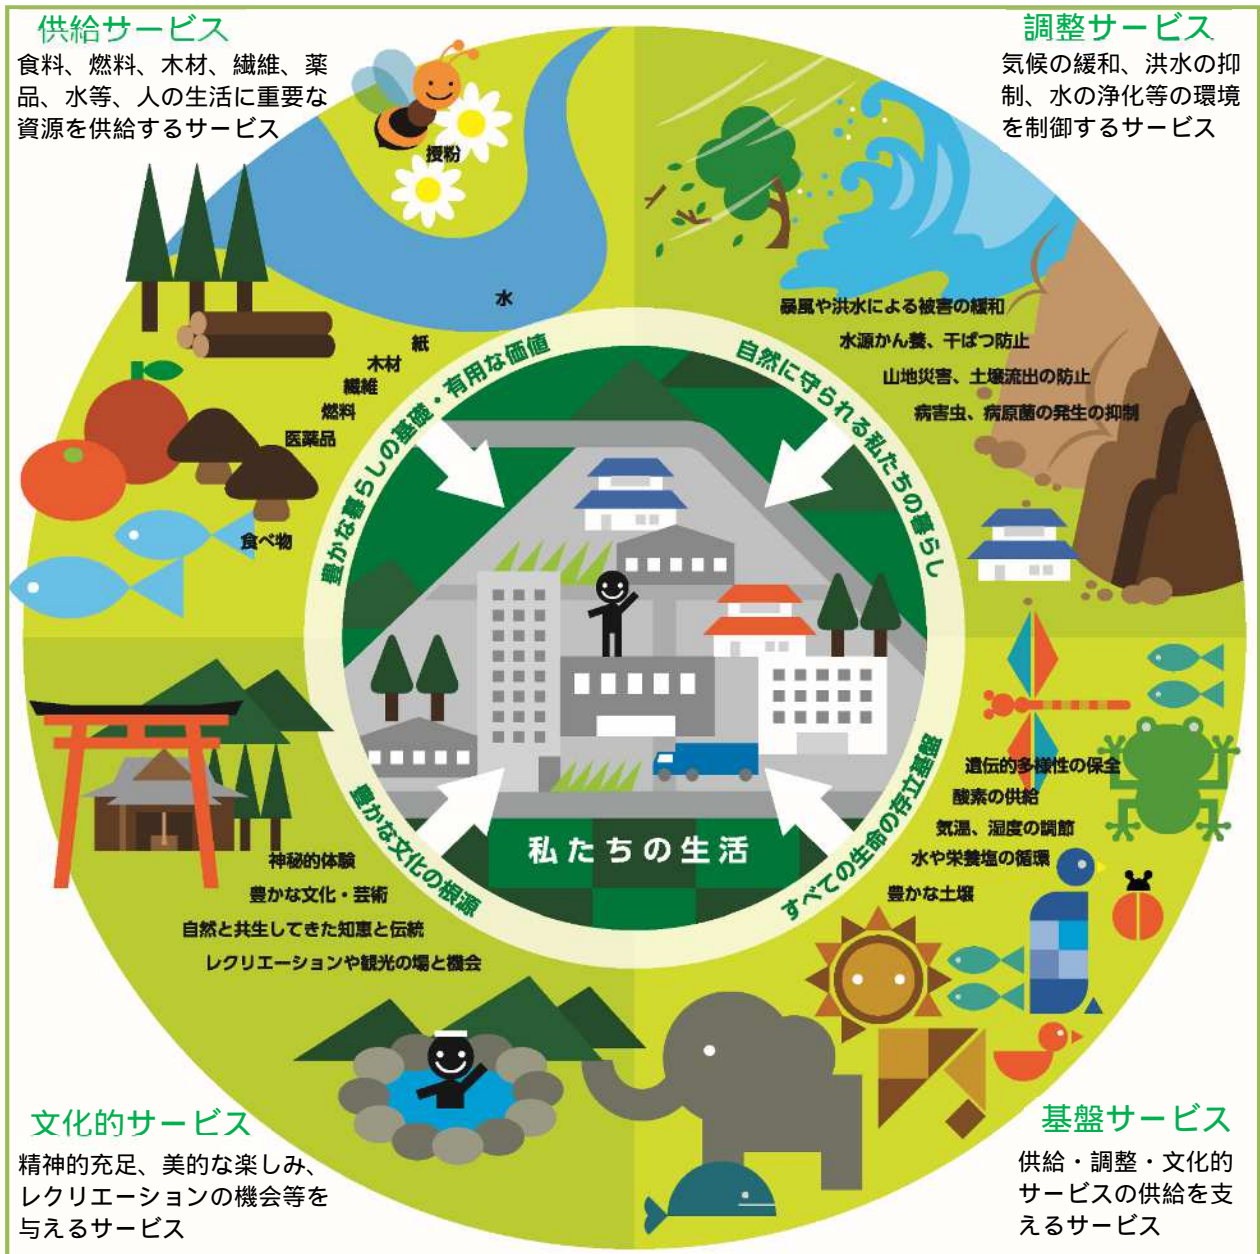 供給サービス
食料、燃料、木材、繊維、薬
品、水等、人の生活に重要な
資源を供給するサービス
調整サービス
気候の緩和、洪水の抑
制、水の浄化等の環境
を制御するサービス
授粉
水
紙
木材
繊維
燃料
医薬品
食べ物
豊かな暮らしの基礎・有用な価値
暴風や洪水による被害の緩和
水源かん養、干ばつ防止
山地災害、土壌流出の防止
病害虫、病原菌の発生の抑制
自然に守られる私たちの暮らし
私たちの生活
豊かな文化の根源
神秘的体験
豊かな文化・芸術
自然と共生してきた知恵と伝統
レクリエーションや観光の場と機会
すべての生命の存立基盤
遺伝的多様性の保全
酸素の供給
気温、湿度の調節
水や栄養塩の循環
豊かな土壌
文化的サービス
精神的充足、美的な楽しみ、
レクリエーションの機会等を
与えるサービス
基盤サービス
供給・調整・文化的
サービスの供給を支
えるサービス